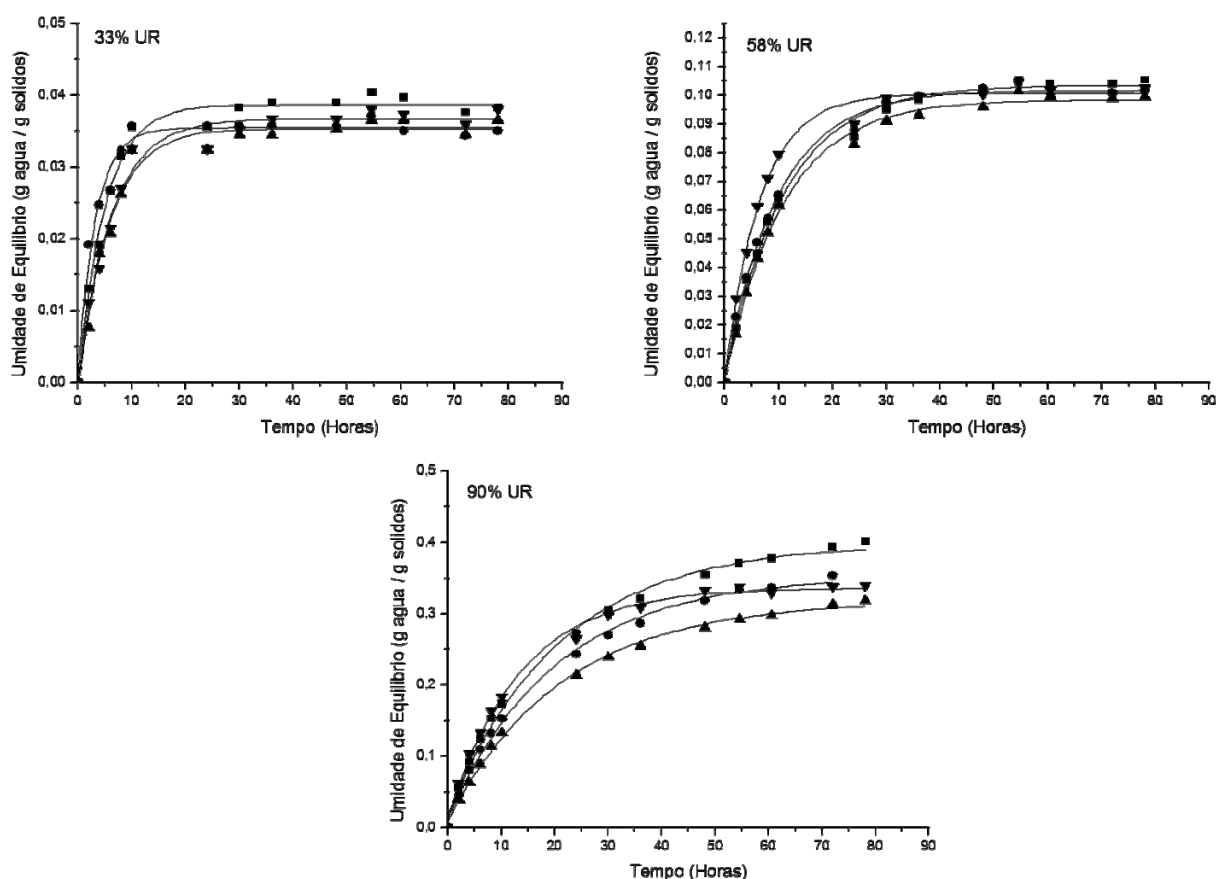 33% UR
Umidade de Equilíbrio (g agua / g solidos)
0,05
0,04
0,03
0,02
0,01
0,00
0 10 20 30 40 50 60 70 80 90
Tempo (Horas)
58% UR
Umidade de Equilíbrio (g agua / g solidos)
0,12
0,11
0,10
0,09
0,08
0,07
0,06
0,05
0,04
0,03
0,02
0,01
0,00
0 10 20 30 40 50 60 70 80 90
Tempo (Horas)
90% UR
Umidade de Equilíbrio (g agua / g solidos)
0,5
0,4
0,3
0,2
0,1
0,0
0 10 20 30 40 50 60 70 80 90
Tempo (Horas)